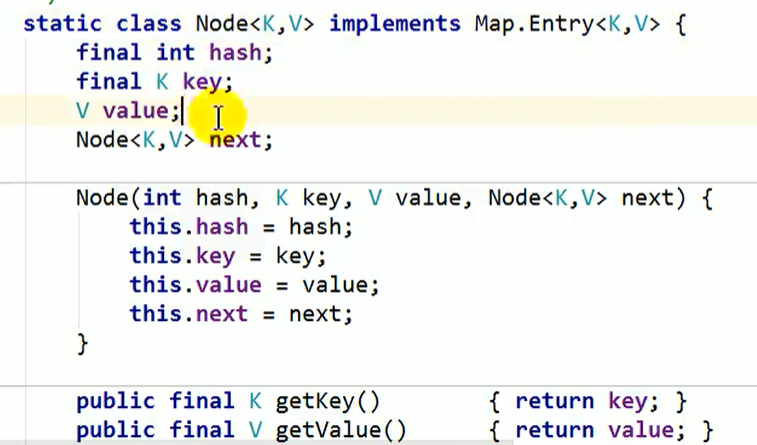 static class Node<K,V> implements Map.Entry<K,V> {
final int hash;
final K key;
V value;
Node<K,V> next;
Node(int hash, K key, V value, Node<K,V> next) {
this.hash = hash;
this.key = key;
this.value = value;
this.next = next;
}
public final K getKey()        { return key; }
public final V getValue()      { return value; }